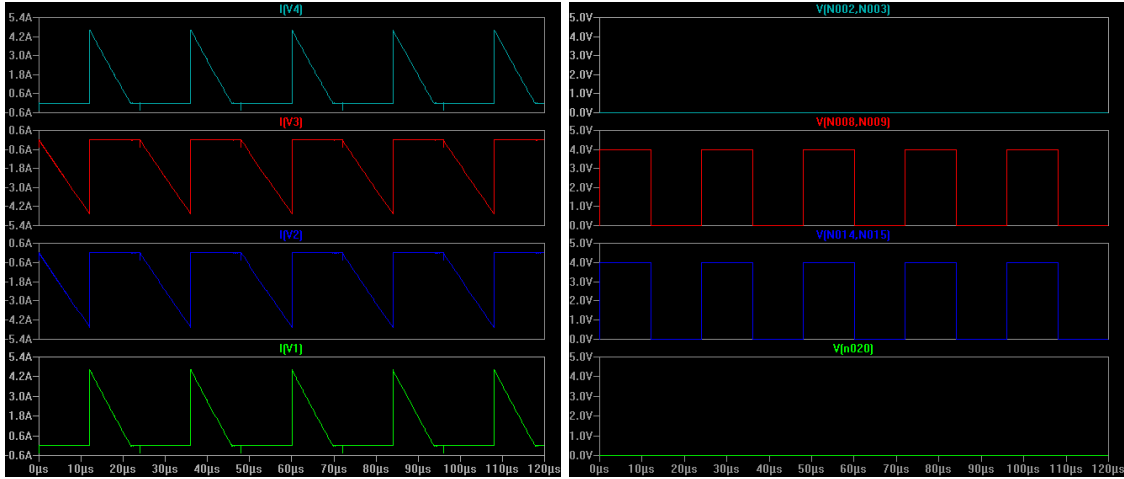 I(V4)
5.4A
4.2A
3.0A
1.8A
0.6A
-0.6A
I(V3)
0.6A
-0.6A
-1.8A
-3.0A
-4.2A
-5.4A
I(V2)
0.6A
-0.6A
-1.8A
-3.0A
-4.2A
-5.4A
I(V1)
5.4A
4.2A
3.0A
1.8A
0.6A
-0.6A
0µs 10µs 20µs 30µs 40µs 50µs 60µs 70µs 80µs 90µs 100µs 110µs 120µs
V(N002,N003)
5.0V
4.0V
3.0V
2.0V
1.0V
0.0V
V(N008,N009)
5.0V
4.0V
3.0V
2.0V
1.0V
0.0V
V(N014,N015)
5.0V
4.0V
3.0V
2.0V
1.0V
0.0V
V(n020)
5.0V
4.0V
3.0V
2.0V
1.0V
0.0V
0µs 10µs 20µs 30µs 40µs 50µs 60µs 70µs 80µs 90µs 100µs 110µs 120µs